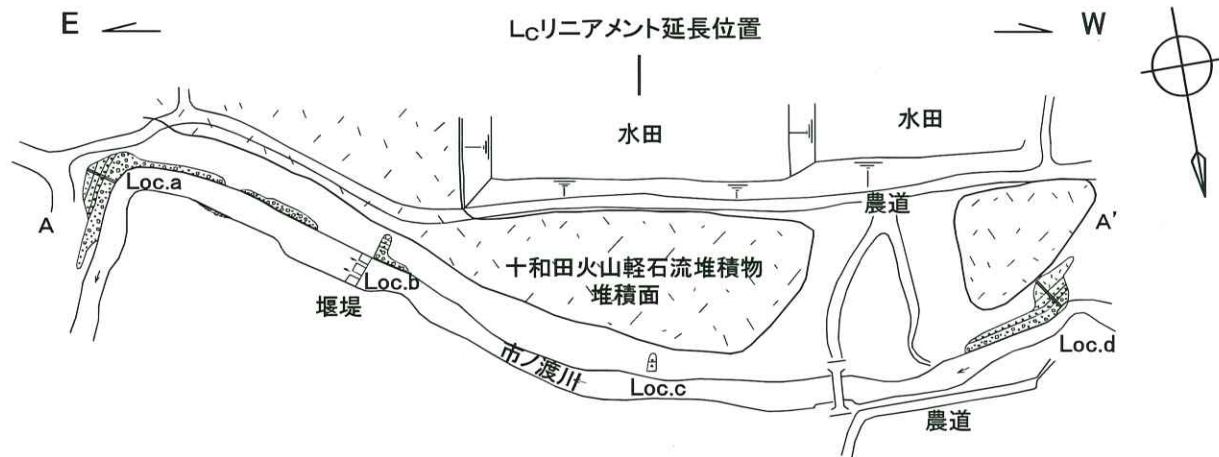 E
W
LCリニアメント延長位置
水田
水田
Loc.a
A
農道
A'
十和田火山軽石流堆積物
堆積面
Loc.b
堰堤
市ノ渡川
Loc.c
Loc.d
農道